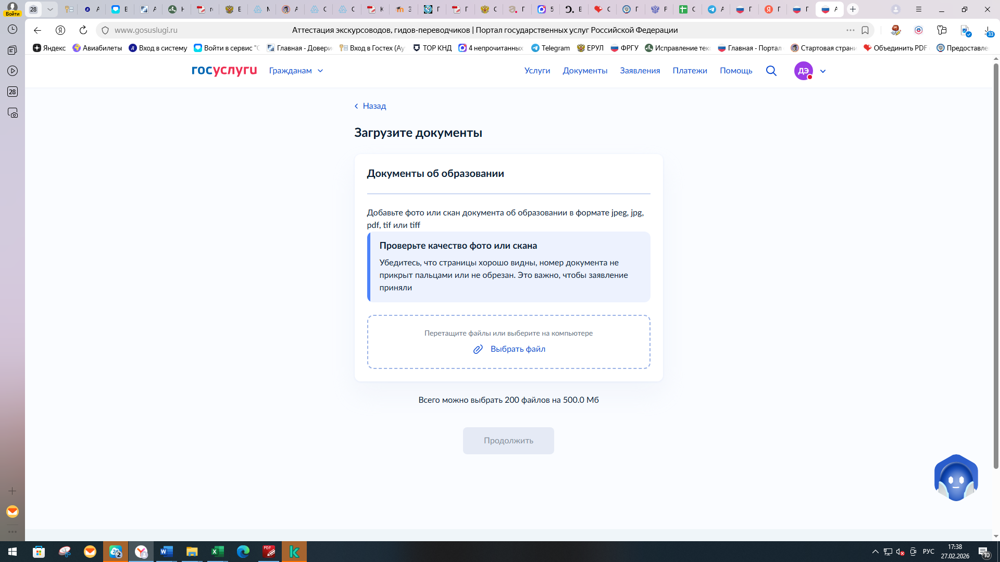 Войти
28
www.gosuslugi.ru
Аттестация экскурсоводов, гидов-переводчиков | Портал государственных услуг Российской Федерации
33
Яндекс
Авиабилеты
Вход в систему
Войти в сервис "С
Главная - Довери
Вход в Гостех (Ау
ТОР КНД
4 непрочитанных
Telegram
ЕРУЛ
ФРГУ
Исправление тек
Главная - Портал
Стартовая страни
Объединить PDF
Предоставле
28
госуслуги
Гражданам
Услуги
Документы
Заявления
Платежи
Помощь
ДЭ
Назад
Загрузите документы
Документы об образовании
Добавьте фото или скан документа об образовании в формате jpeg, jpg,
pdf, tif или tiff
Проверьте качество фото или скана
Убедитесь, что страницы хорошо видны, номер документа не
прикрыт пальцами или не обрезан. Это важно, чтобы заявление
приняли
Перетащите файлы или выберите на компьютере
Выбрать файл
Всего можно выбрать 200 файлов на 500.0 Мб
Продолжить
РУС
17:38
27.02.2026
10